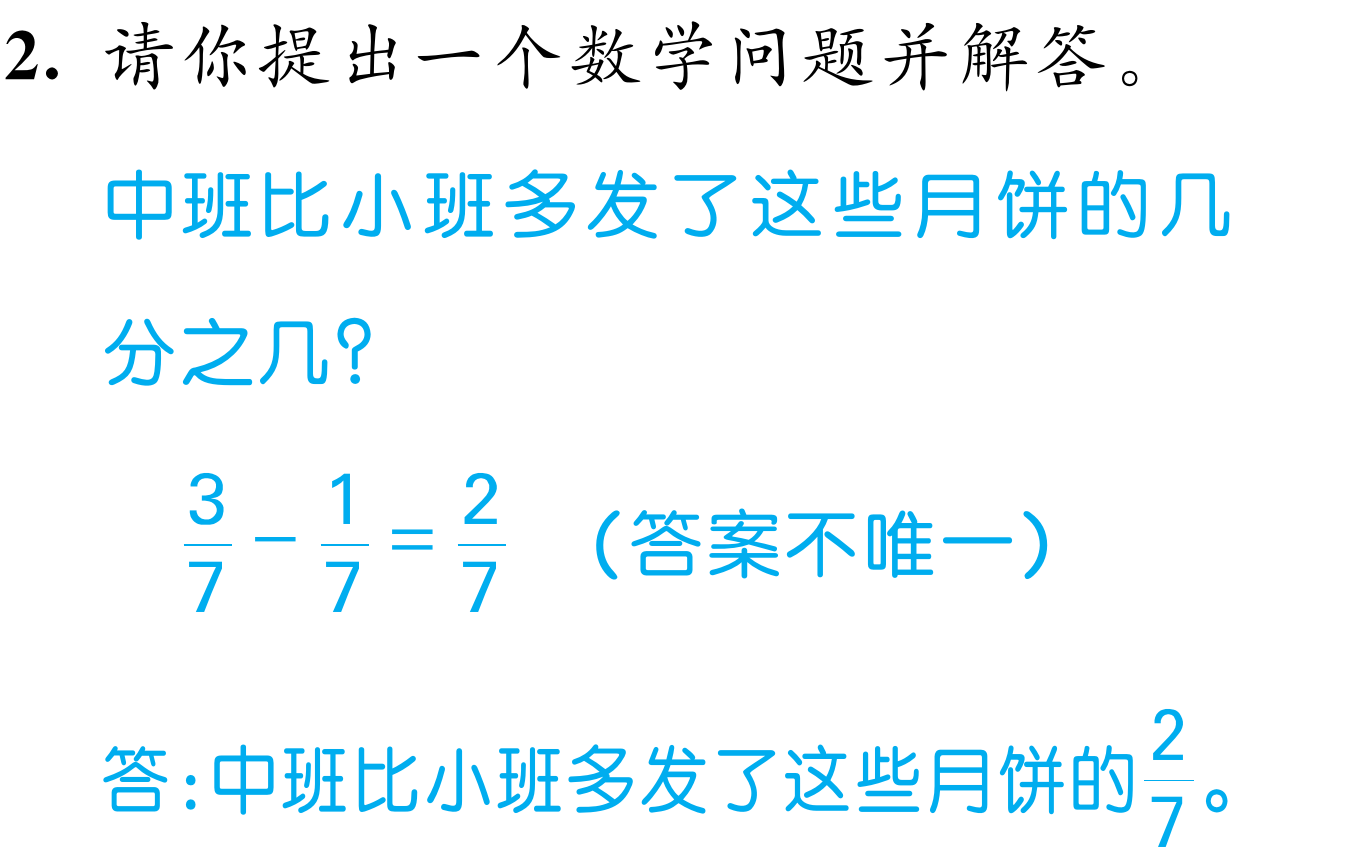 2. 请你提出一个数学问题并解答。
中班比小班多发了这些月饼的几
分之几?
3/7 - 1/7 = 2/7 (答案不唯一)
答:中班比小班多发了这些月饼的2/7。